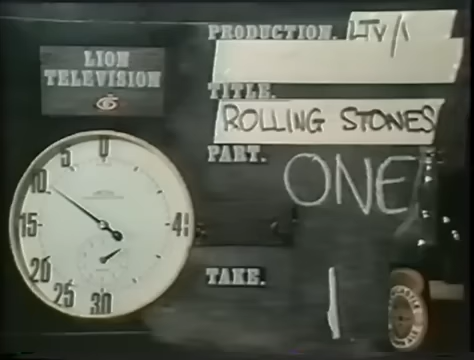 PRODUCTION. LTV/1
LION
TELEVISION
TITLE.
ROLLING STONES
PART. ONE
TAKE. 1
0
5
10
15
20
25
30
45